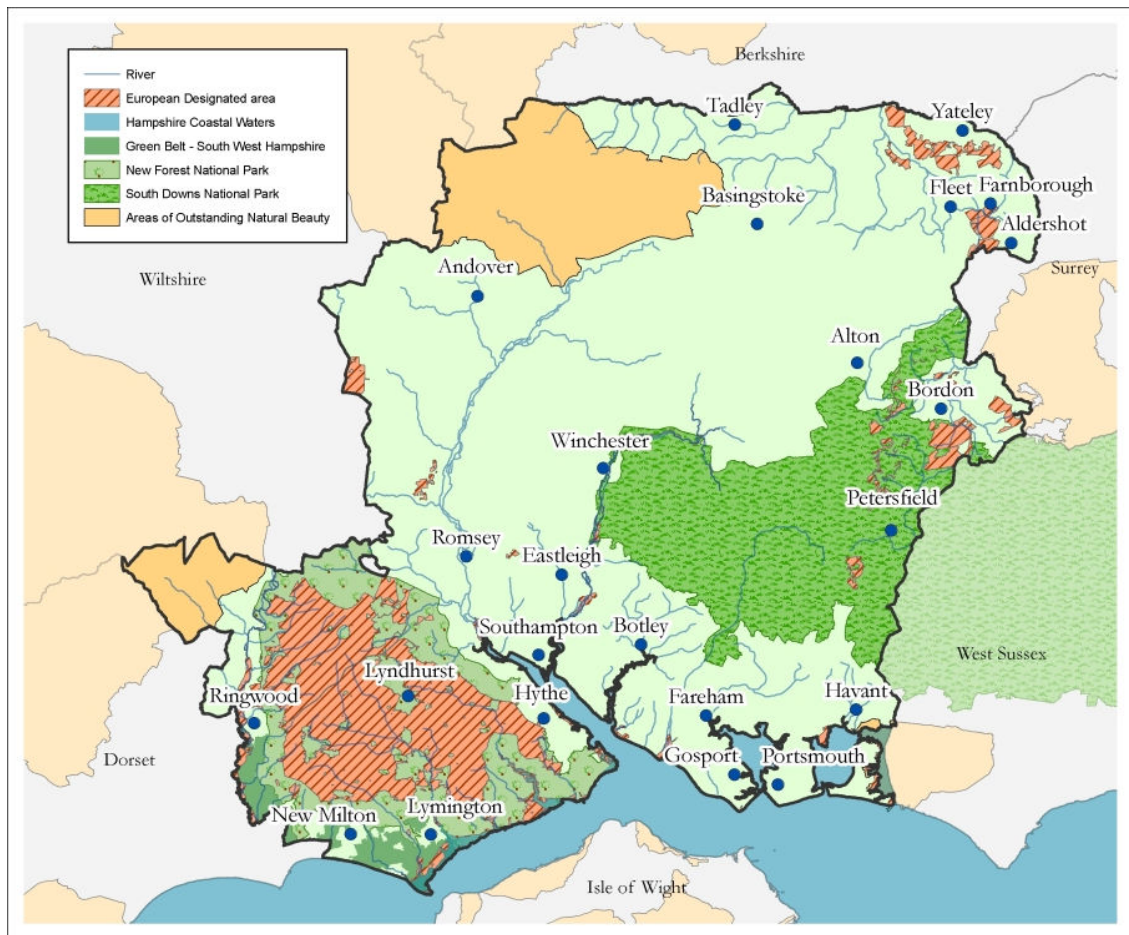 River
European Designated area
Hampshire Coastal Waters
Green Belt - South West Hampshire
New Forest National Park
South Downs National Park
Areas of Outstanding Natural Beauty
Berkshire
Tadley
Yateley
Fleet
Farnborough
Basingstoke
Aldershot
Andover
Surrey
Wiltshire
Alton
Bordon
Winchester
Petersfield
Romsey
Eastleigh
Southampton
Botley
West Sussex
Lyndhurst
Ringwood
Hythe
Fareham
Havant
Dorset
Gosport
Portsmouth
New Milton
Lymington
Isle of Wight